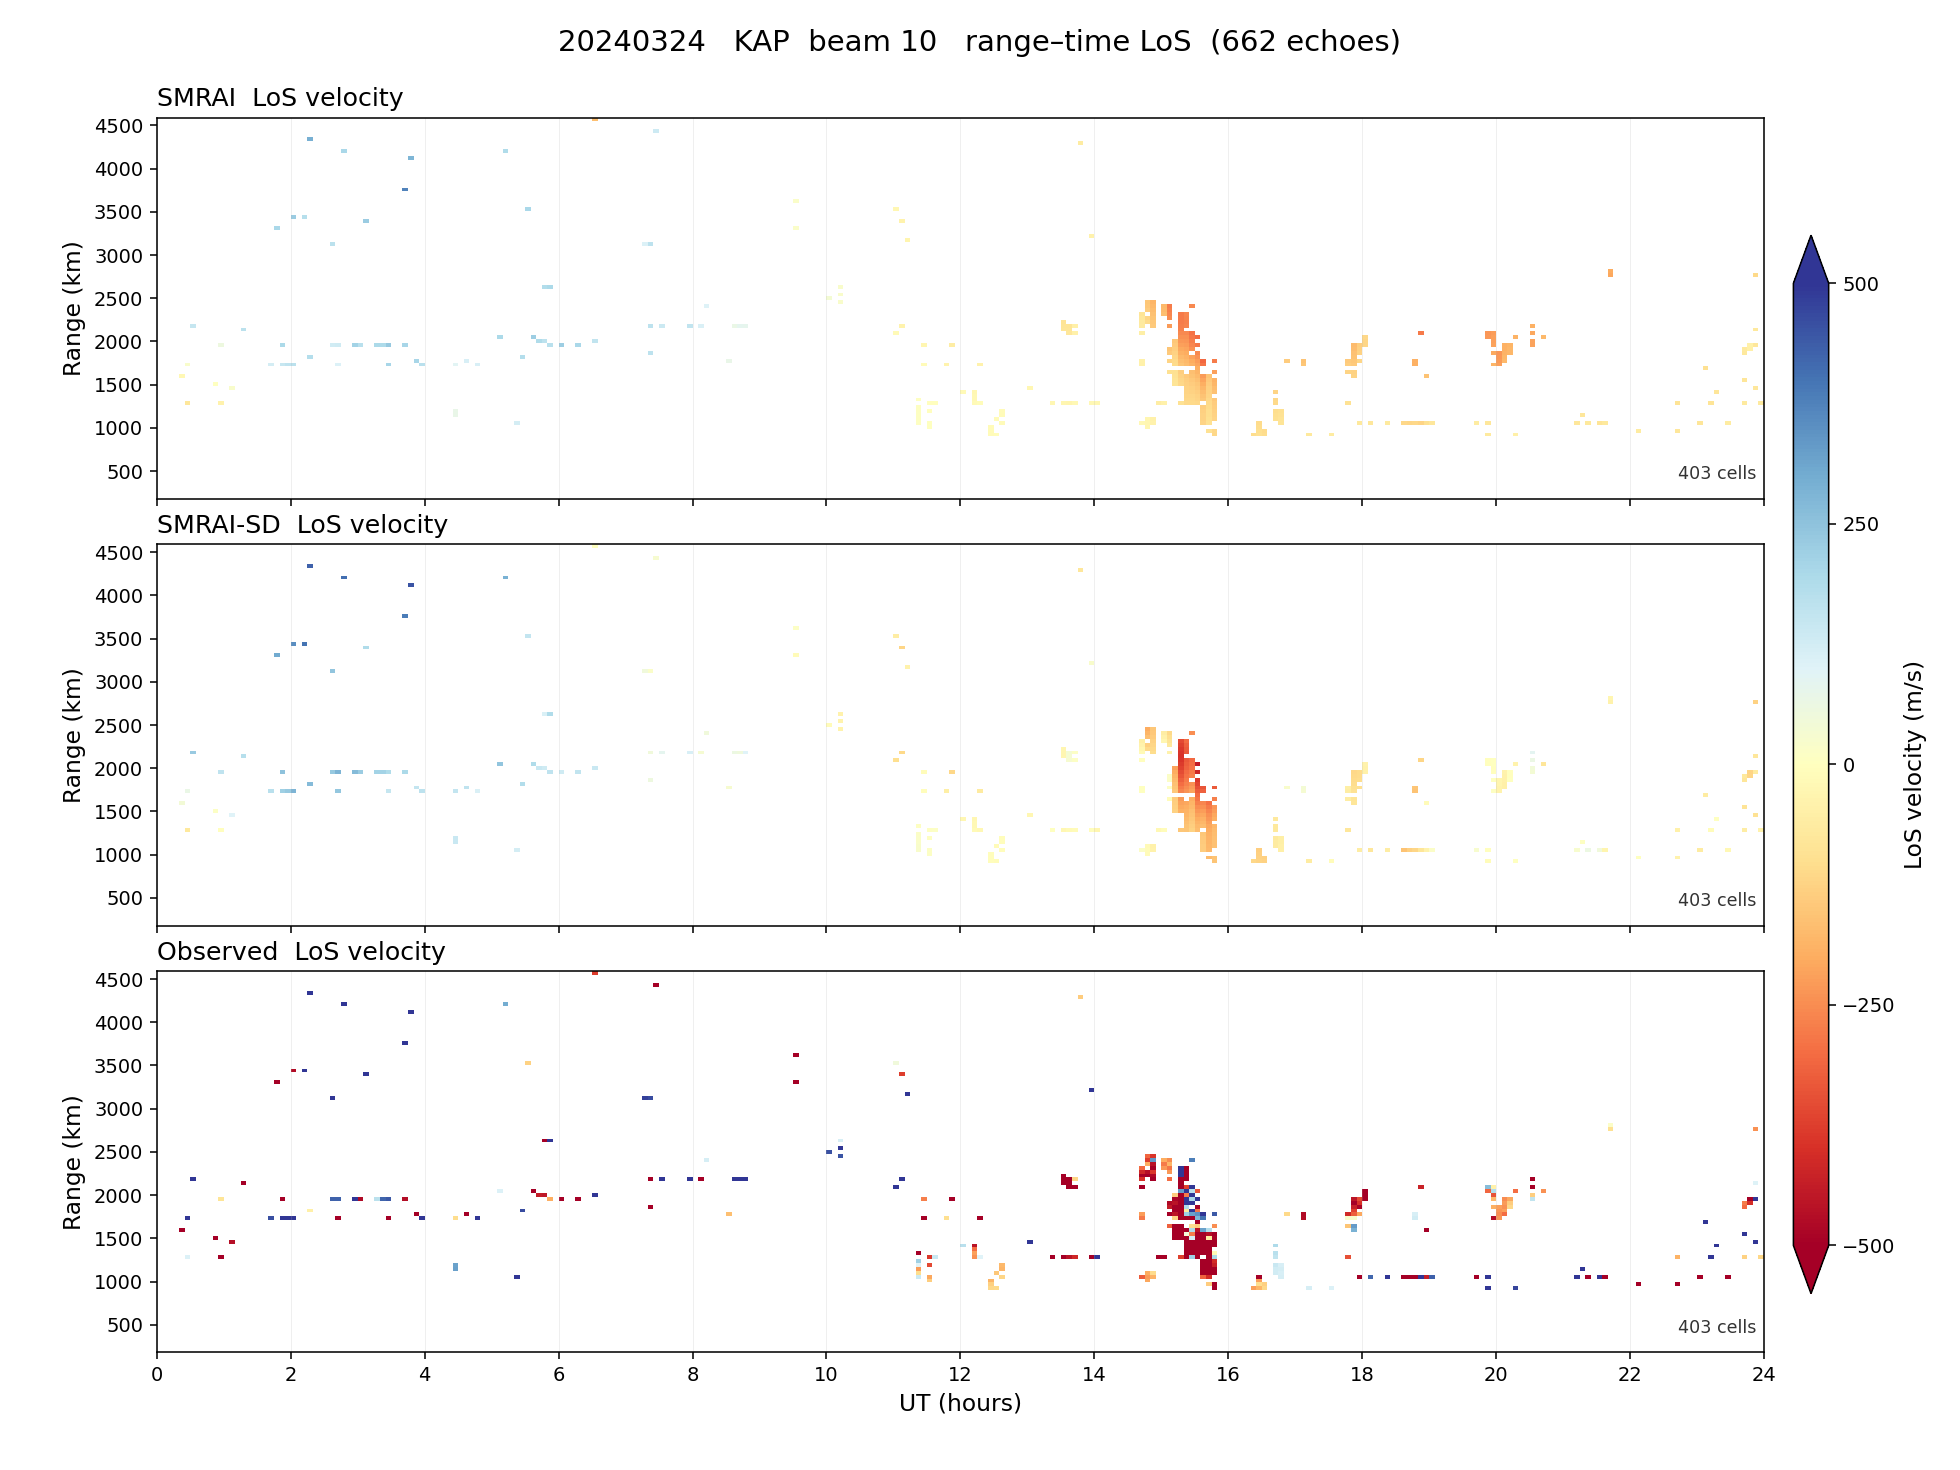 20240324 KAP beam 10 range–time LoS (662 echoes)
SMRAI LoS velocity
4500
4000
3500
3000
2500
2000
1500
1000
500
Range (km)
403 cells
SMRAI-SD LoS velocity
4500
4000
3500
3000
2500
2000
1500
1000
500
Range (km)
403 cells
Observed LoS velocity
4500
4000
3500
3000
2500
2000
1500
1000
500
Range (km)
403 cells
0 2 4 6 8 10 12 14 16 18 20 22 24
UT (hours)
500
250
0
−250
−500
LoS velocity (m/s)